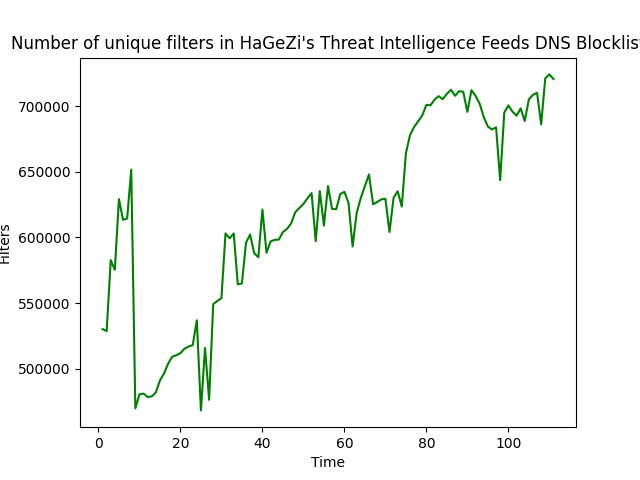 Number of unique filters in HaGeZi's Threat Intelligence Feeds DNS Blocklis
700000
650000
600000
550000
500000
Filters
0 20 40 60 80 100
Time